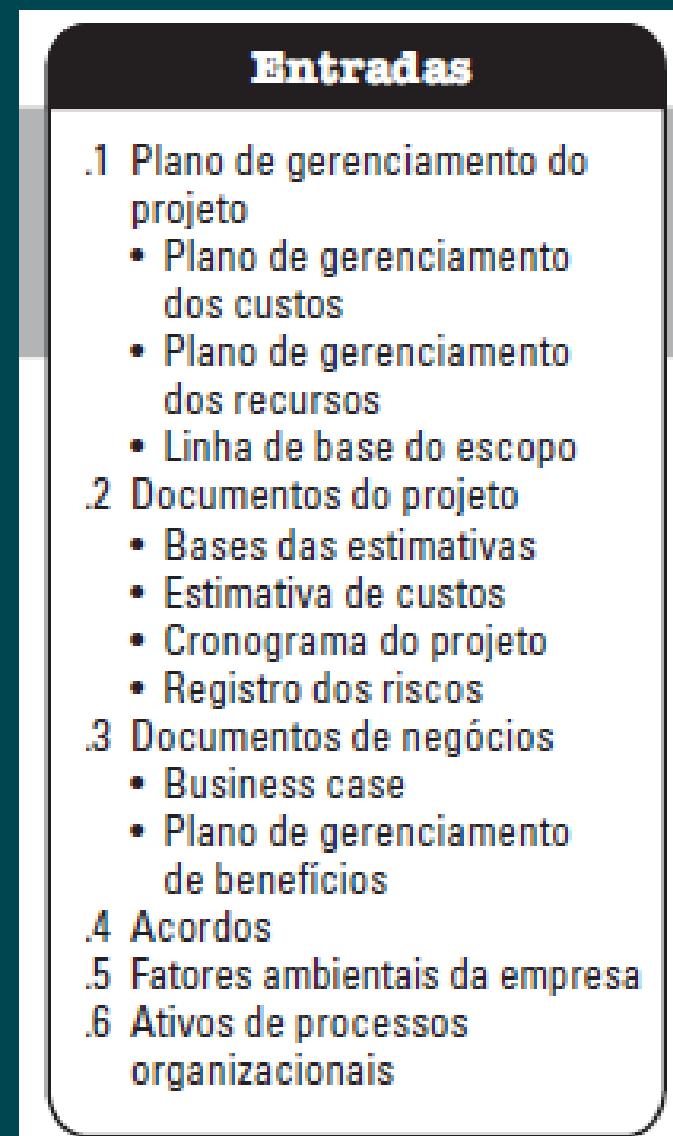 Entradas
.1 Plano de gerenciamento do
projeto
• Plano de gerenciamento
dos custos
• Plano de gerenciamento
dos recursos
• Linha de base do escopo
.2 Documentos do projeto
• Bases das estimativas
• Estimativa de custos
• Cronograma do projeto
• Registro dos riscos
.3 Documentos de negócios
• Business case
• Plano de gerenciamento
de benefícios
.4 Acordos
.5 Fatores ambientais da empresa
.6 Ativos de processos
organizacionais